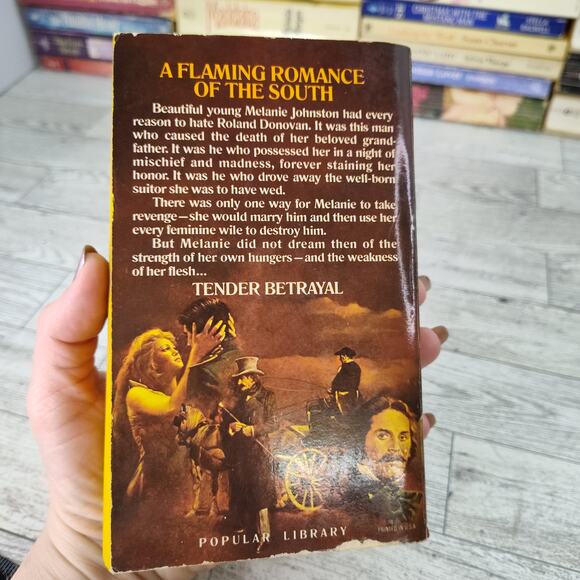 A FLAMING ROMANCE
OF THE SOUTH
Beautiful young Melanie Johnston had every
reason to hate Roland Donovan. It was this man
who caused the death of her beloved grand-
father. It was he who possessed her in a night of
mischief and madness, forever staining her
honor. It was he who drove away the well-born
suitor she was to have wed.
There was only one way for Melanie to take
revenge—she would marry him and then use her
every feminine wile to destroy him.
But Melanie did not dream then of the
strength of her own hungers—and the weakness
of her flesh...
TENDER BETRAYAL
POPULAR LIBRARY
PRINTED IN U.S.A.